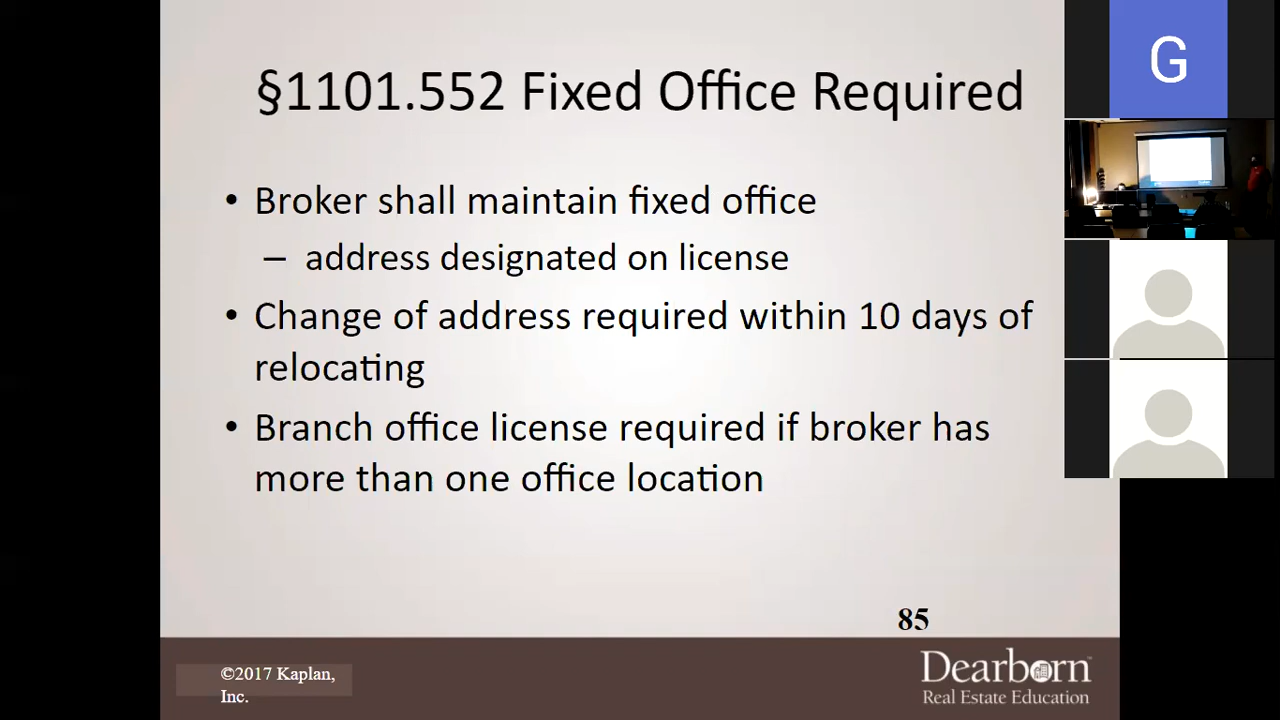 §1101.552 Fixed Office Required
• Broker shall maintain fixed office
– address designated on license
• Change of address required within 10 days of
relocating
• Branch office license required if broker has
more than one office location
85
©2017 Kaplan,
Inc.
Dearborn™
Real Estate Education
G